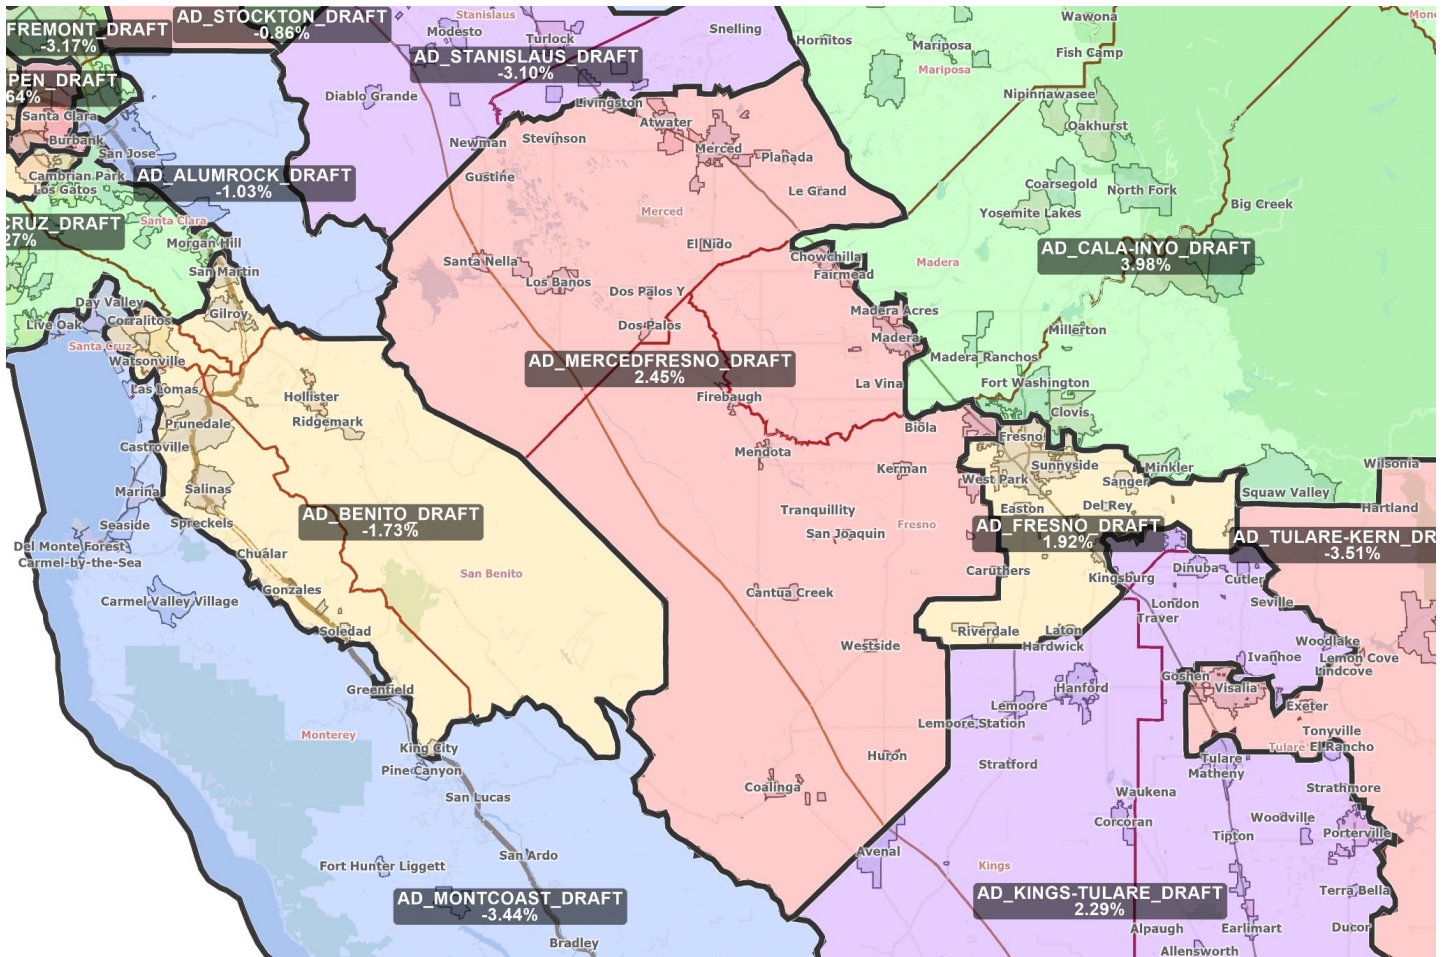 FREMONT_DRAFT
-3.17%
AD_STOCKTON_DRAFT
-0.86%
Stanislaus
Modesto
Turlock
Snelling
Hornitos
Wawona
Mariposa
Fish Camp
Mariposa
AD_STANISLAUS_DRAFT
-3.10%
PEN_DRAFT
64%
Diablo Grande
Livingston
Nipinnawasee
Santa Clara
Atwater
Oakhurst
Burbank
Newman
Stevinson
Merced
San Jose
Planada
Cambrian Park
Los Gatos
AD_ALUMROCK_DRAFT
-1.03%
Gustine
Le Grand
Coarsegold
North Fork
Big Creek
Merced
Yosemite Lakes
CRUZ_DRAFT
27%
Santa Clara
Morgan Hill
El Nido
AD_CALA-INYO_DRAFT
3.98%
San Martin
Santa Nella
Chowchilla
Madera
Fairmead
Los Banos
Dos Palos Y
Day Valley
Live Oak
Corralitos
Gilroy
Madera Acres
Dos Palos
Madera
Millerton
Santa Cruz
Watsonville
Madera Ranchos
AD_MERCEDFRESNO_DRAFT
2.45%
Las Lomas
Hollister
La Vina
Fort Washington
Firebaugh
Clovis
Prunedale
Ridgemark
Biola
Fresno
Castroville
Mendota
Kerman
Sunnyside
Minkler
Wilsonia
West Park
Sanger
Marina
Salinas
Squaw Valley
Hartland
Spreckels
AD_BENITO_DRAFT
-1.73%
Tranquillity
Easton
Del Rey
Seaside
San Joaquin
Fresno
AD_FRESNO_DRAFT
1.92%
AD_TULARE-KERN_DR
-3.51%
Del Monte Forest
Carmel-by-the-Sea
Chualar
San Benito
Caruthers
Kingsburg
Dinuba
Cutler
Gonzales
Cantua Creek
Carmel Valley Village
London
Seville
Traver
Soledad
Riverdale
Laton
Westside
Hardwick
Woodlake
Ivanhoe
Lemon Cove
Lindcove
Greenfield
Hanford
Goshen
Visalia
Lemoore
Exeter
Lemoore Station
Monterey
King City
Tonyville
Tulare
El Rancho
Pine Canyon
Huron
Stratford
Tulare
Matheny
San Lucas
Coalinga
Waukena
Strathmore
Corcoran
Woodville
Tipton
Porterville
Fort Hunter Liggett
San Ardo
Avenal
Kings
AD_MONTCOAST_DRAFT
-3.44%
AD_KINGS-TULARE_DRAFT
2.29%
Terra Bella
Bradley
Alpaugh
Earlimart
Ducor
Allensworth